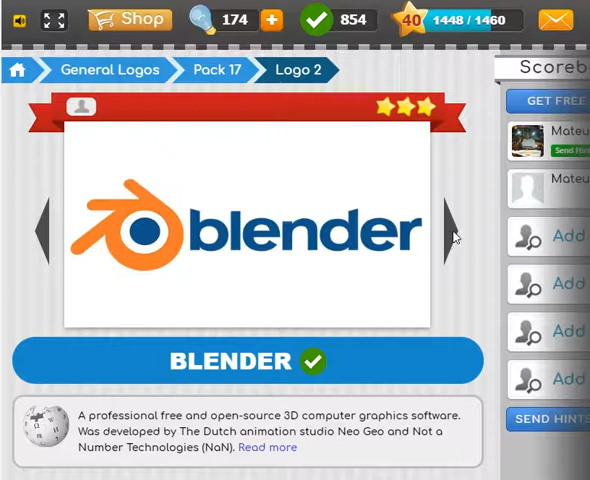 Shop
174
854
40
1448 / 1460
General Logos
Pack 17
Logo 2
Scoreb
GET FREE
Mateu
Send Hin
Mateu
blender
Add
Add
Add
Add
BLENDER
SEND HINTS
A professional free and open-source 3D computer graphics software.
Was developed by The Dutch animation studio Neo Geo and Not a
Number Technologies (NaN). Read more